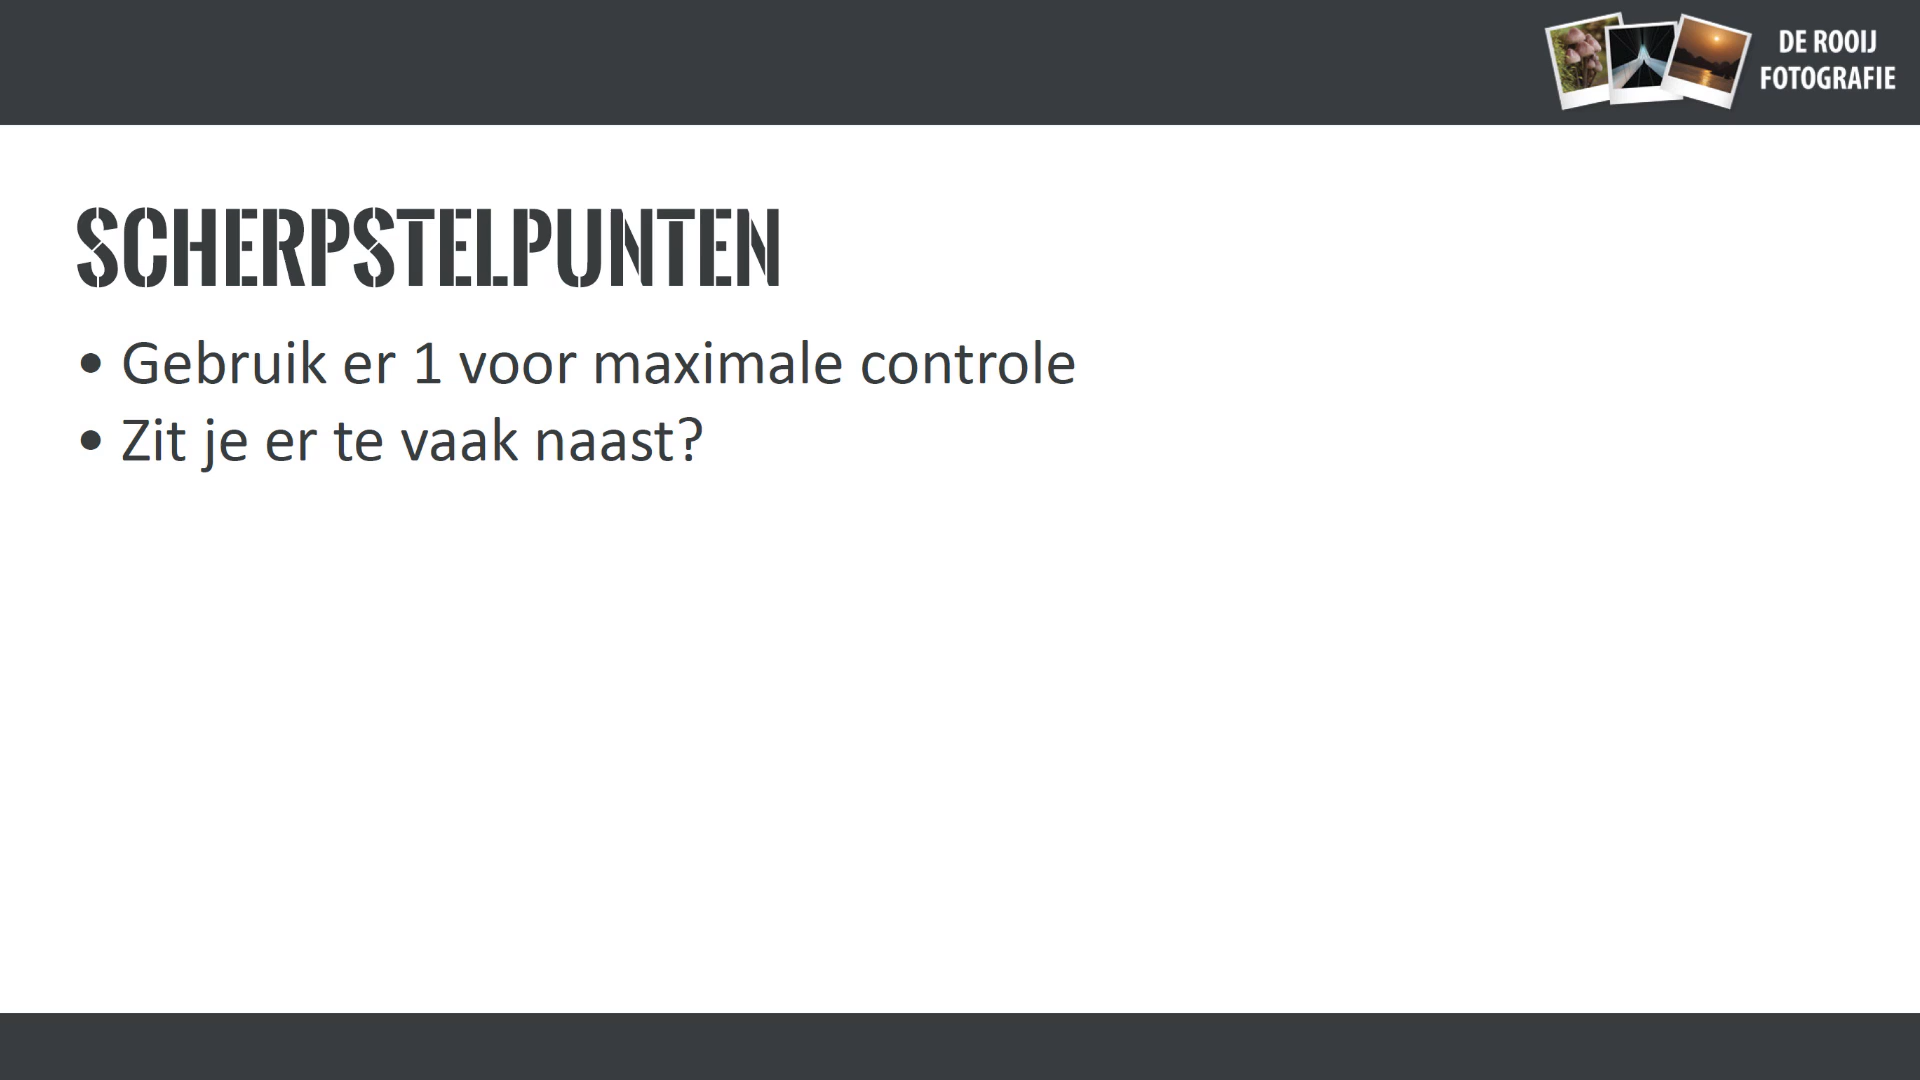 DE ROOIJ
FOTOGRAFIE
SCHERPSTELPUNTEN
• Gebruik er 1 voor maximale controle
• Zit je er te vaak naast?